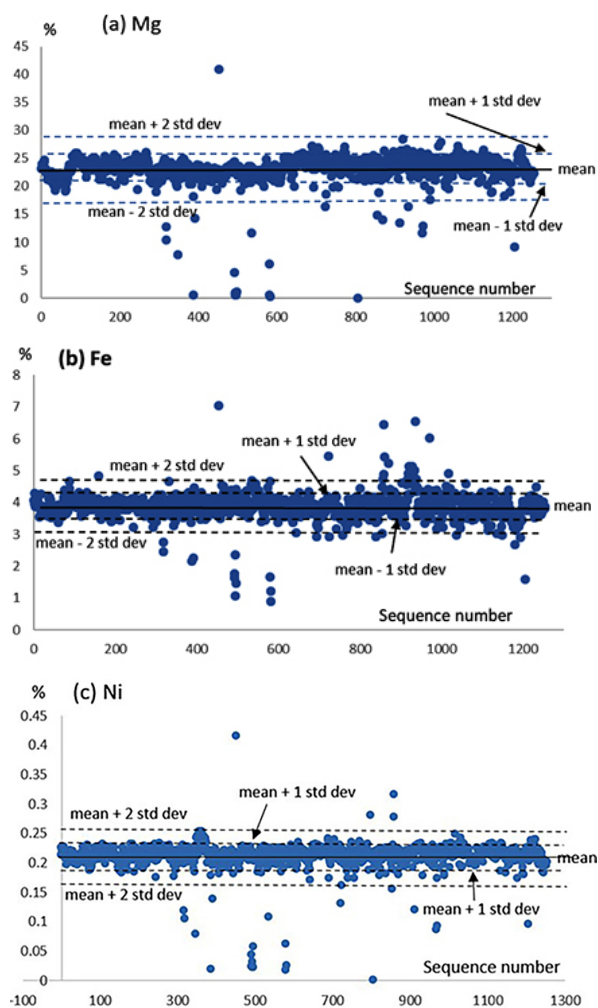 (a) Mg
%
45
40
35
30
25
20
15
10
5
0
mean + 2 std dev
mean + 1 std dev
mean
mean - 2 std dev
mean - 1 std dev
Sequence number
0 200 400 600 800 1000 1200
(b) Fe
%
8
7
6
5
4
3
2
1
0
mean + 1 std dev
mean + 2 std dev
mean
mean - 2 std dev
mean - 1 std dev
Sequence number
0 200 400 600 800 1000 1200
(c) Ni
%
0.45
0.4
0.35
0.3
0.25
0.2
0.15
0.1
0.05
0
mean + 1 std dev
mean + 2 std dev
mean
mean + 2 std dev
mean + 1 std dev
Sequence number
-100 100 300 500 700 900 1100 1300